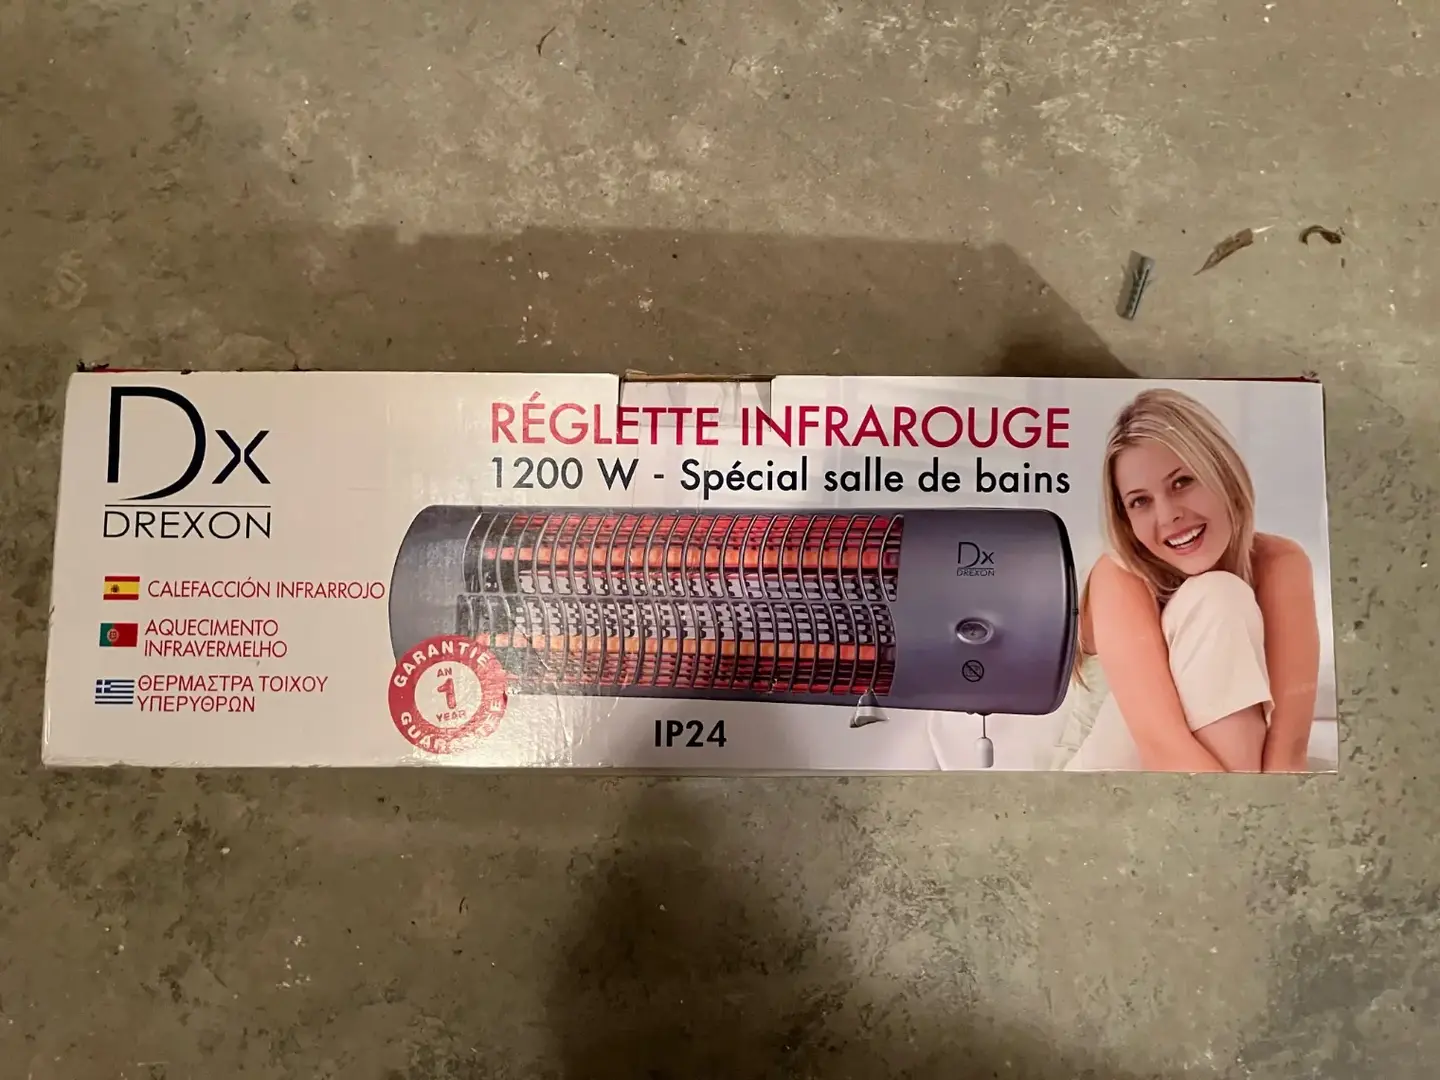 Dx
DREXON
RÉGLETTE INFRAROUGE
1200 W - Spécial salle de bains
CALEFACCIÓN INFRARROJO
AQUECIMENTO
INFRAVERMELHO
ΘΕΡΜΑΣΤΡΑ ΤΟΙΧΟΥ
ΥΠΕΡΥΘΡΩΝ
GARANTIE
AN
1
YEAR
GUARANTEE
Dx
DREXON
IP24